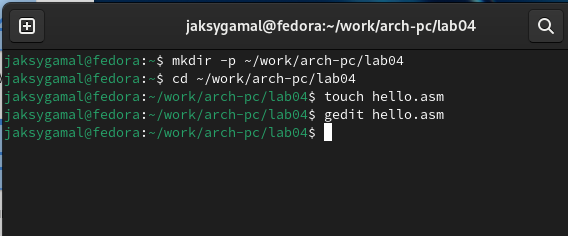 jaksygamal@fedora:~/work/arch-pc/lab04
jaksygamal@fedora:~$ mkdir -p ~/work/arch-pc/lab04
jaksygamal@fedora:~$ cd ~/work/arch-pc/lab04
jaksygamal@fedora:~/work/arch-pc/lab04$ touch hello.asm
jaksygamal@fedora:~/work/arch-pc/lab04$ gedit hello.asm
jaksygamal@fedora:~/work/arch-pc/lab04$